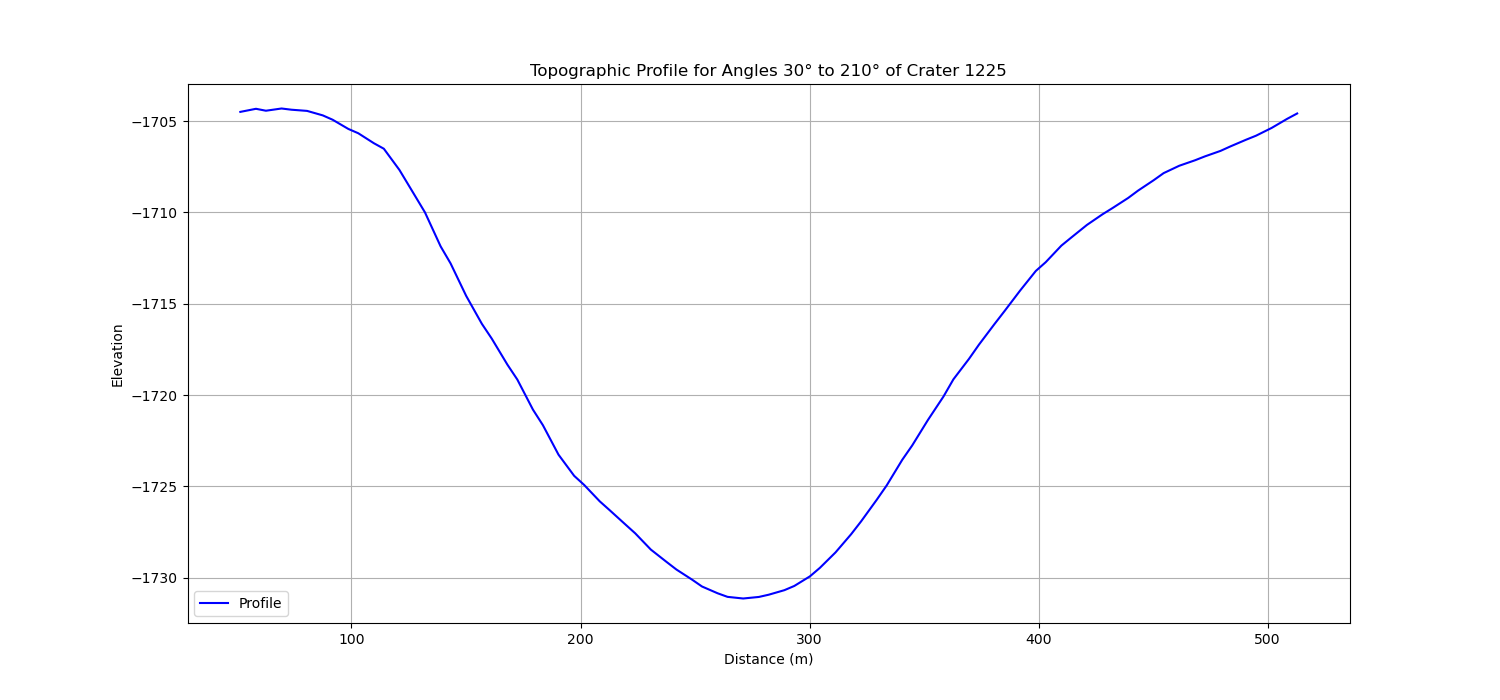 Topographic Profile for Angles 30° to 210° of Crater 1225
Elevation
−1705
−1710
−1715
−1720
−1725
−1730
Profile
100 200 300 400 500
Distance (m)